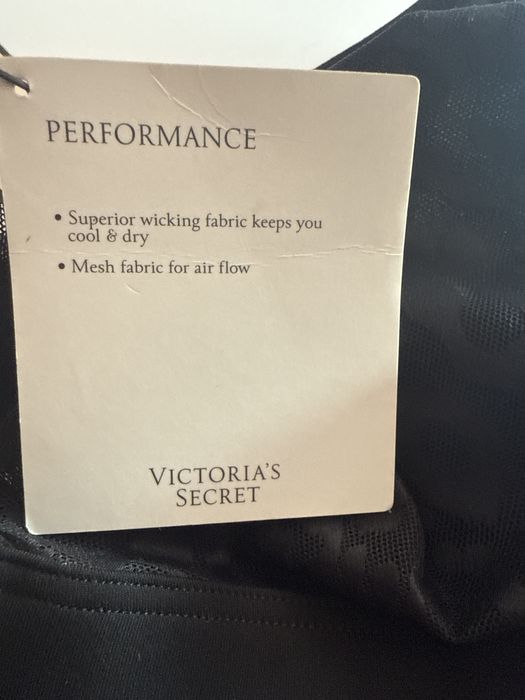 PERFORMANCE
• Superior wicking fabric keeps you
cool & dry
• Mesh fabric for air flow
VICTORIA'S
SECRET